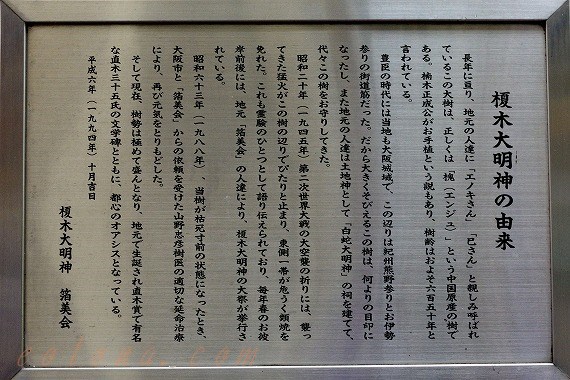 榎木大明神の由来
長年に亘り、地元の人達に「エノキさん」「巳さん」と親しみ呼ばれ
ているこの大樹は、正しくは「槐（エンジュ）」という中国原産の樹で
ある。楠木正成公がお手植という説もあり、樹齢はおよそ六百五十年と
言われている。
豊臣の時代には当地も大阪城域で、この辺りは紀州熊野参りとお伊勢
参りの街道筋だった。だから大きくそびえるこの樹は、何よりの目印に
なったし、また地元の人達は土地神として「白蛇大明神」の祠を建てて、
代々この樹をお守りしてきた。
昭和二十年（一九四五年）第二次世界大戦の大空襲の折りには、襲っ
てきた猛火がこの樹の辺りでぴたりと止まり、東側一帯が危うく類焼を
免れた。これも霊験のひとつとして語り伝えられており、毎年春のお彼
岸前後には、地元「箔美会」の人達により、榎木大明神の大祭が挙行さ
れている。
昭和六十三年（一九八八年）、当樹が枯死寸前の状態になったとき、
大阪市と「箔美会」からの依頼を受けた山野忠彦樹医の適切な延命治療
により、再び元気をとりもどした。
そして現在、樹勢は極めて盛んとなり、地元で生誕され直木賞で有名
な直木三十五氏の文学碑とともに、都心のオアシスとなっている。
平成六年（一九九四年）十月吉日
榎木大明神　箔美会